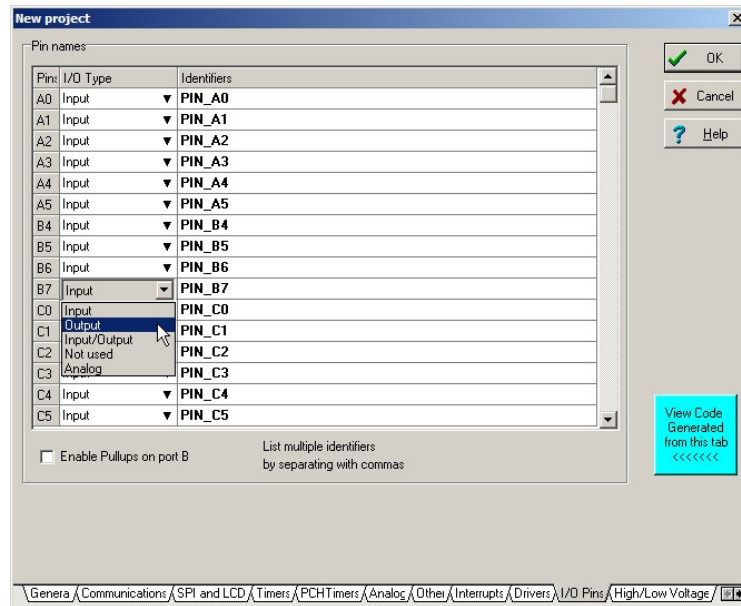 New project
Pin names
OK
Cancel
Help
Pins I/O Type Identifiers
A0 Input PIN_A0
A1 Input PIN_A1
A2 Input PIN_A2
A3 Input PIN_A3
A4 Input PIN_A4
A5 Input PIN_A5
B4 Input PIN_B4
B5 Input PIN_B5
B6 Input PIN_B6
B7 Input PIN_B7
C0 Input PIN_C0
C1 Output PIN_C1
Input/Output
C2 Not used PIN_C2
C3 Analog PIN_C3
C4 Input PIN_C4
C5 Input PIN_C5
Enable Pullups on port B
List multiple identifiers
by separating with commas
View Code
Generated
from this tab
<<<<<<<
Genera Communications SPI and LCD Timers PCHTimers Analog Other Interrupts Drivers I/O Pins High/Low Voltage